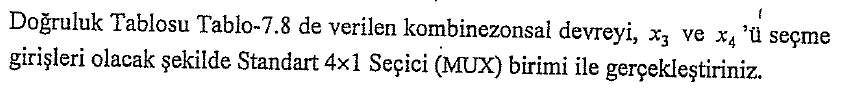 Doğruluk Tablosu Tablo-7.8 de verilen kombinezonsal devreyi, x₃ ve x₄ 'ü seçme
girişleri olacak şekilde Standart 4×1 Seçici (MUX) birimi ile gerçekleştiriniz.